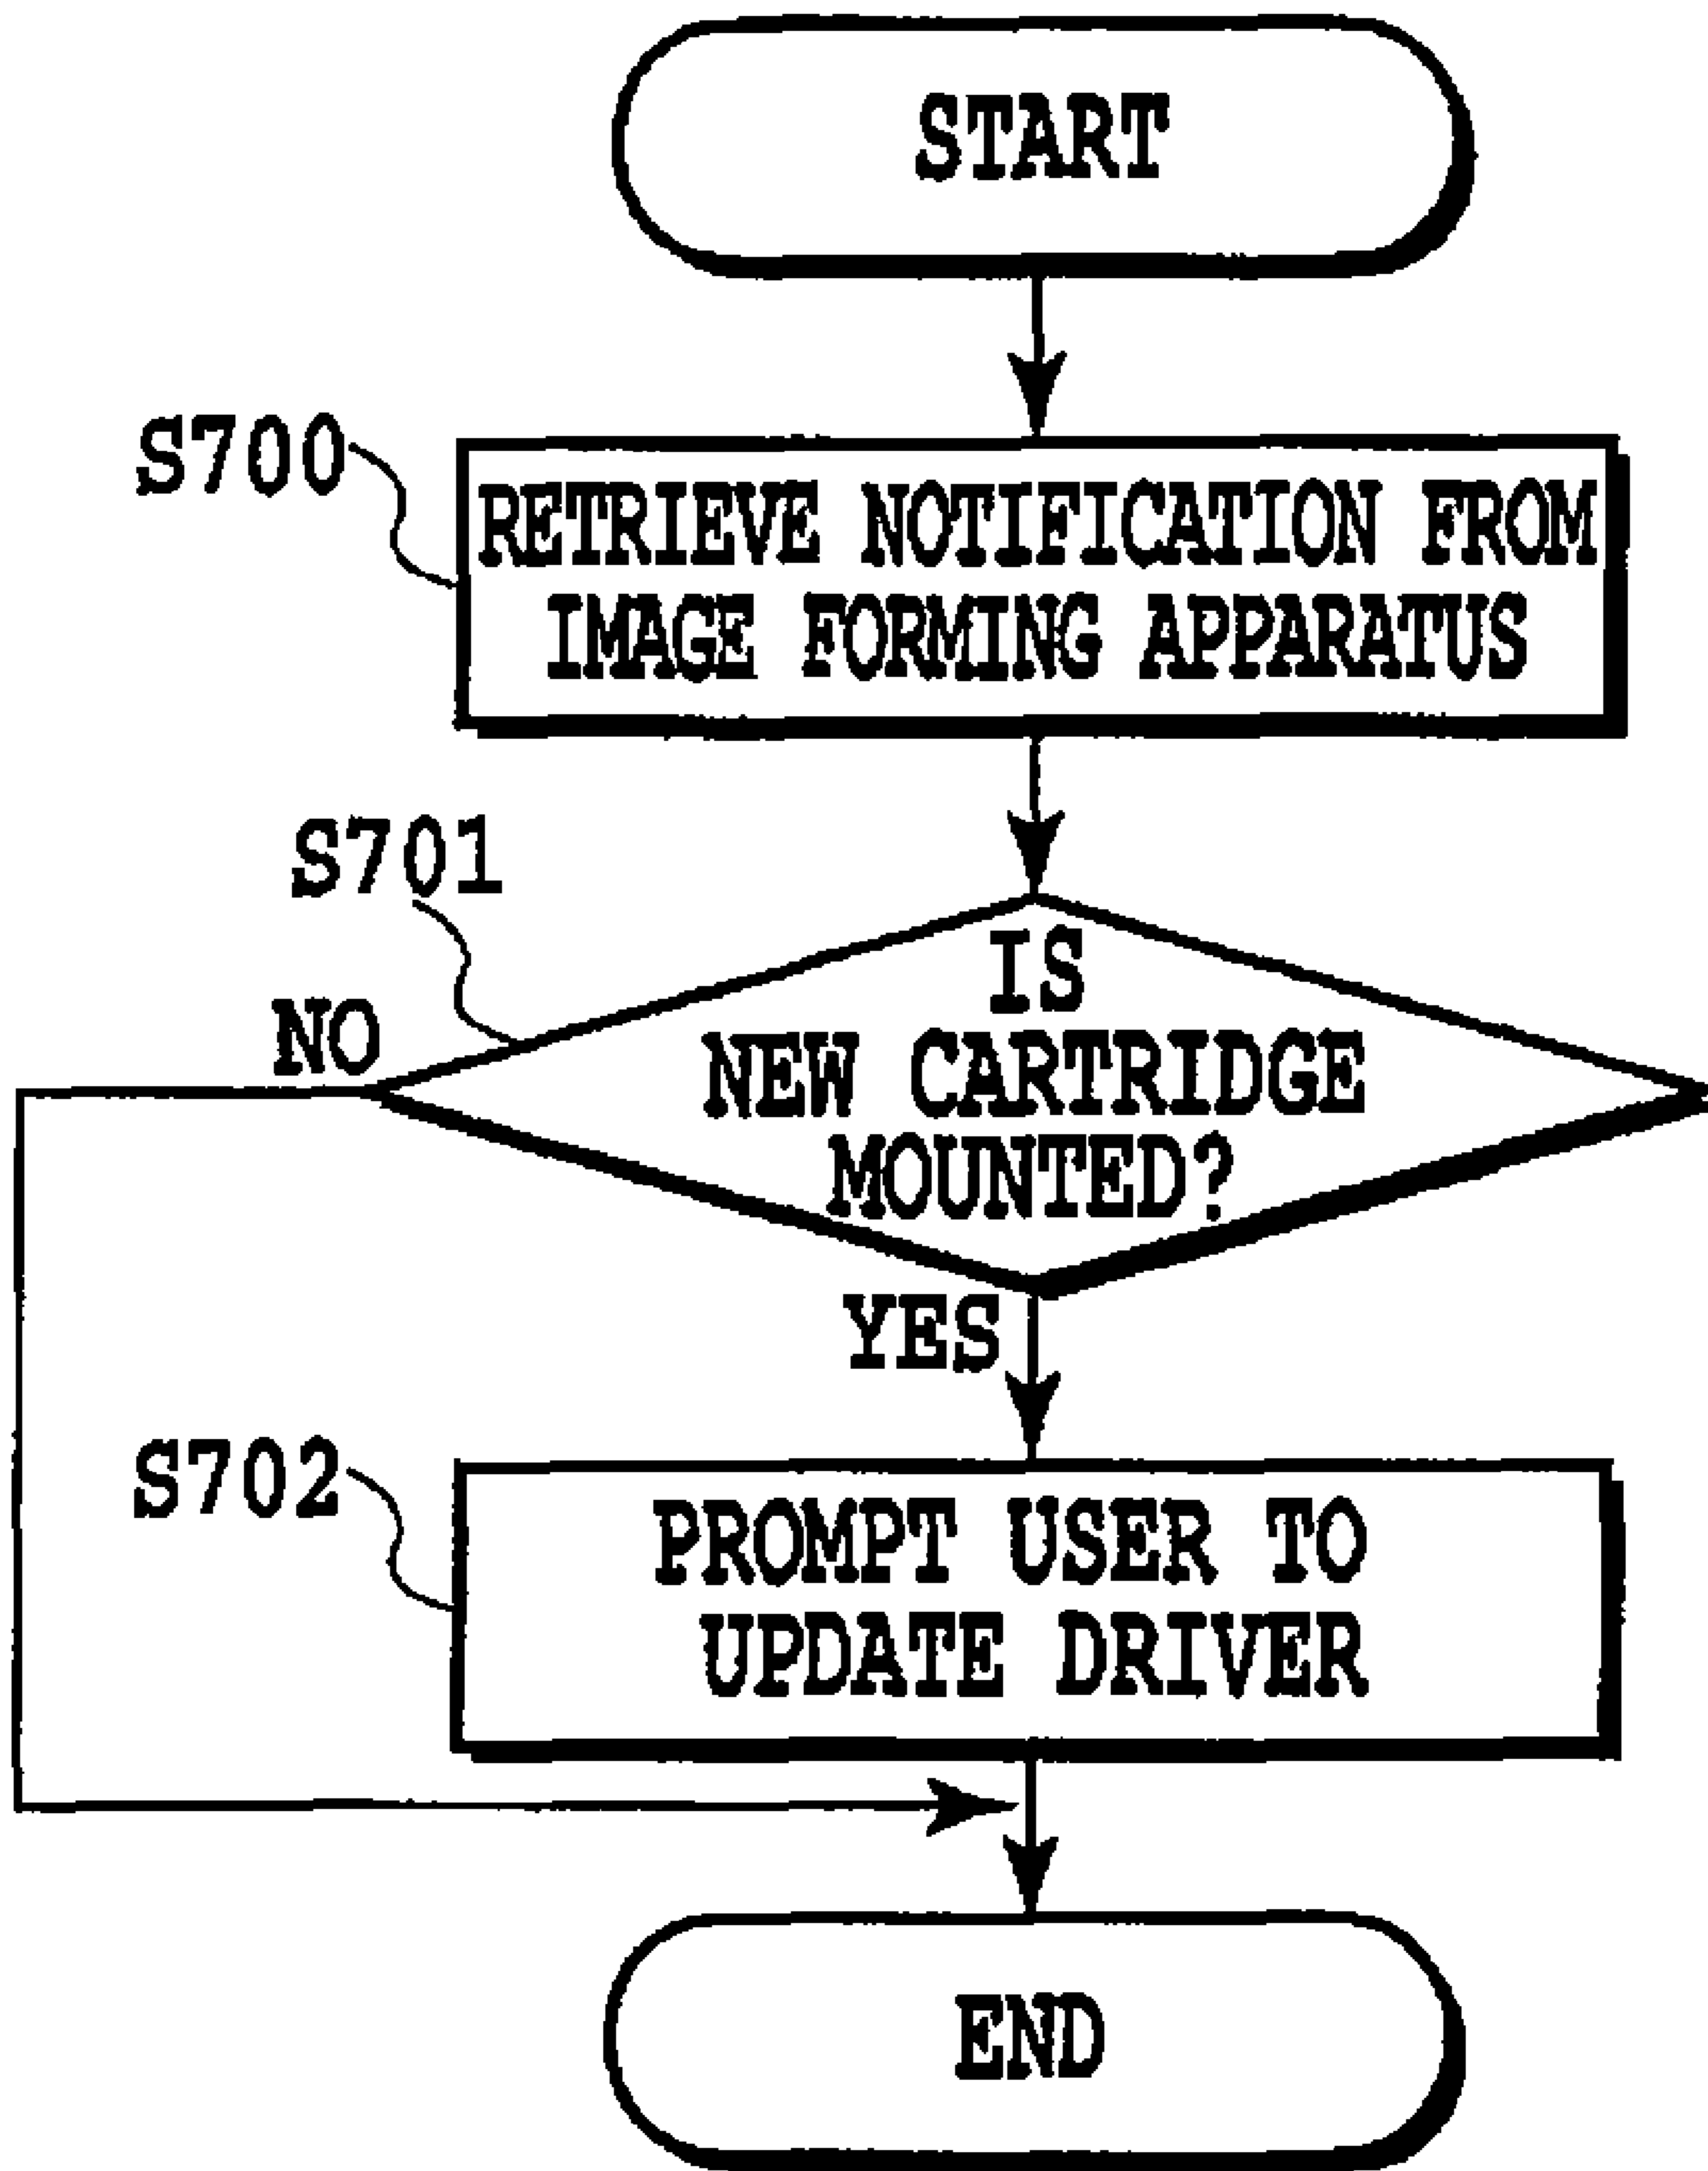 START
S700
RETRIEVE NOTIFICATION FROM
IMAGE FORMING APPARATUS
S701
IS
NEW CARTRIDGE
MOUNTED?
NO
YES
S702
PROMPT USER TO
UPDATE DRIVER
END